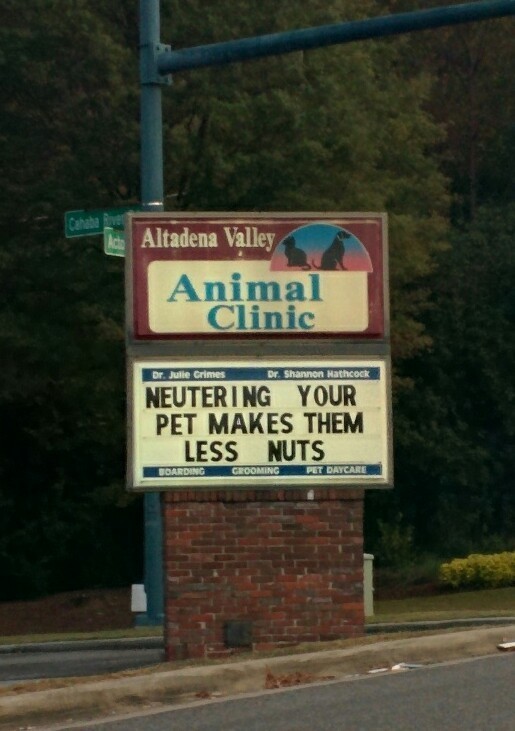 Cahaba River
Acto
Altadena Valley
Animal
Clinic
Dr. Julie Grimes Dr. Shannon Hathcock
NEUTERING YOUR
PET MAKES THEM
LESS NUTS
BOARDING GROOMING PET DAYCARE